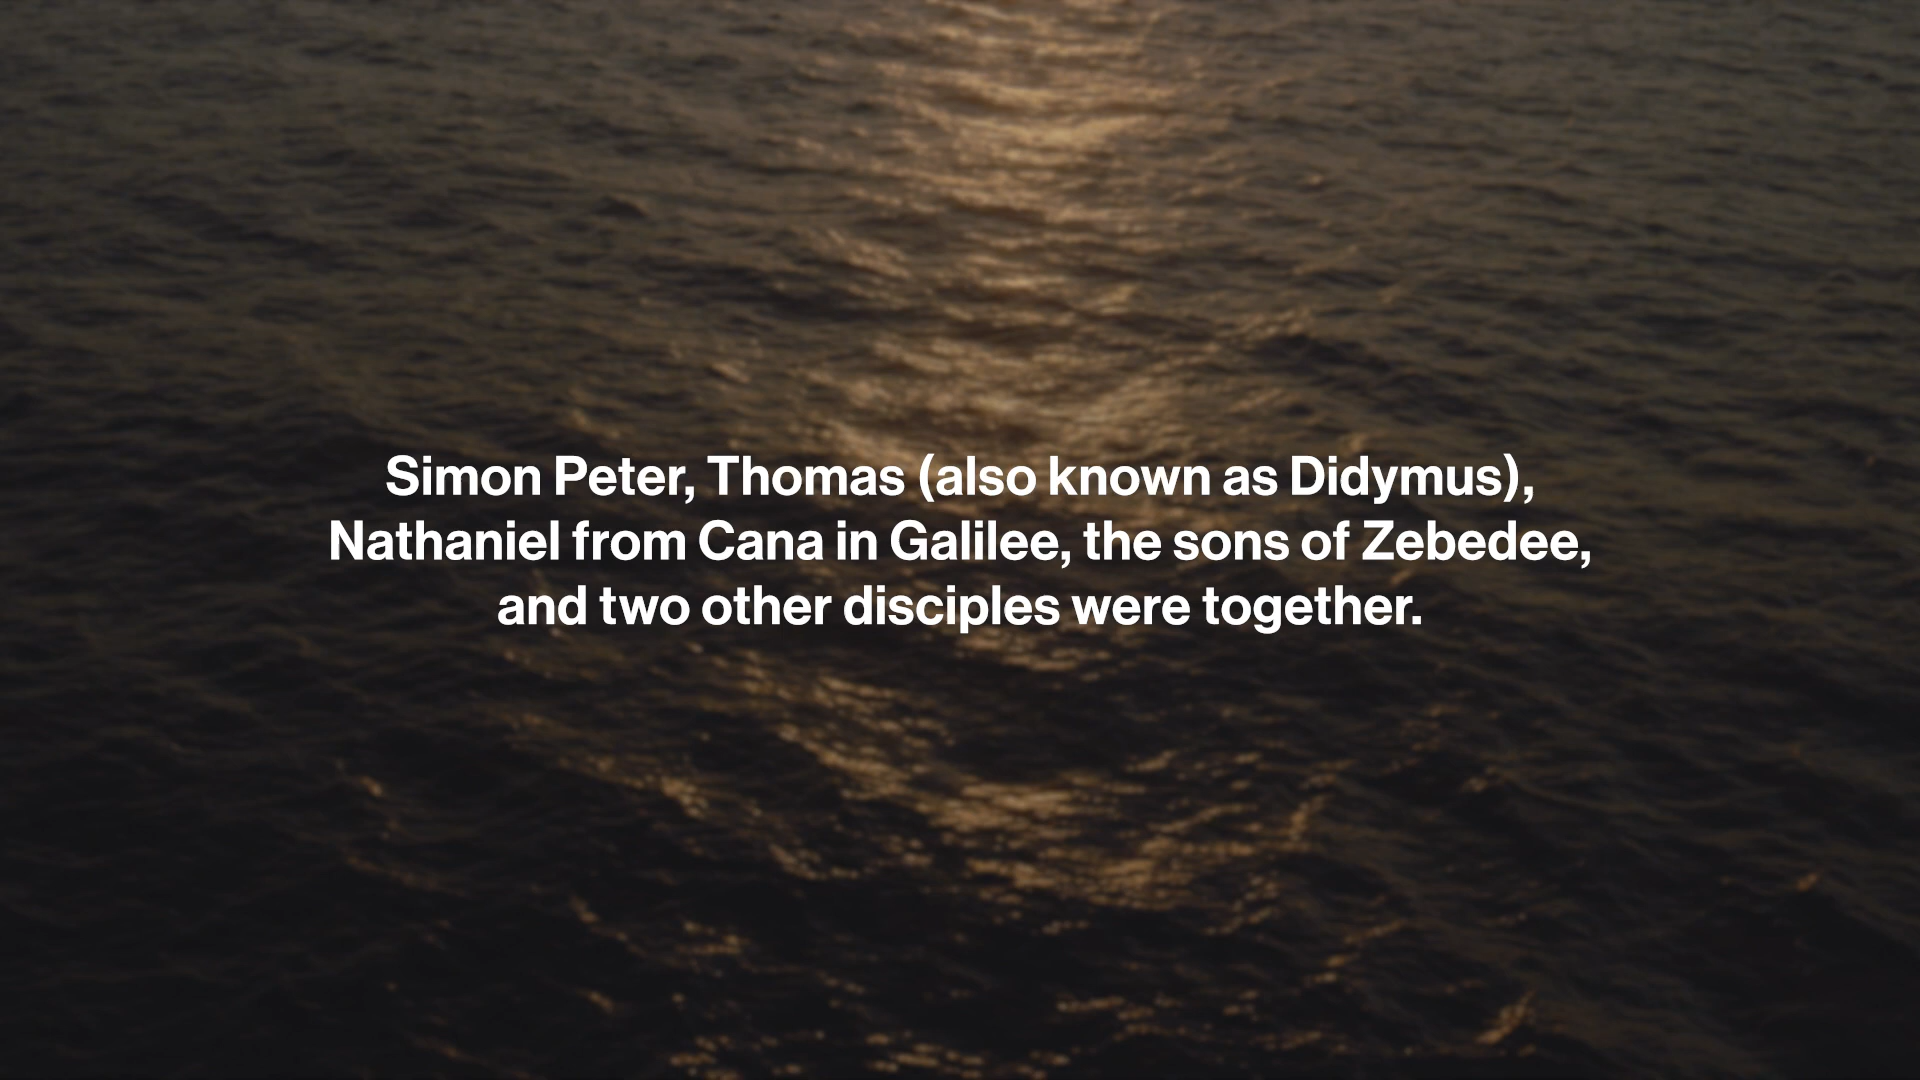 Simon Peter, Thomas (also known as Didymus),
Nathaniel from Cana in Galilee, the sons of Zebedee,
and two other disciples were together.